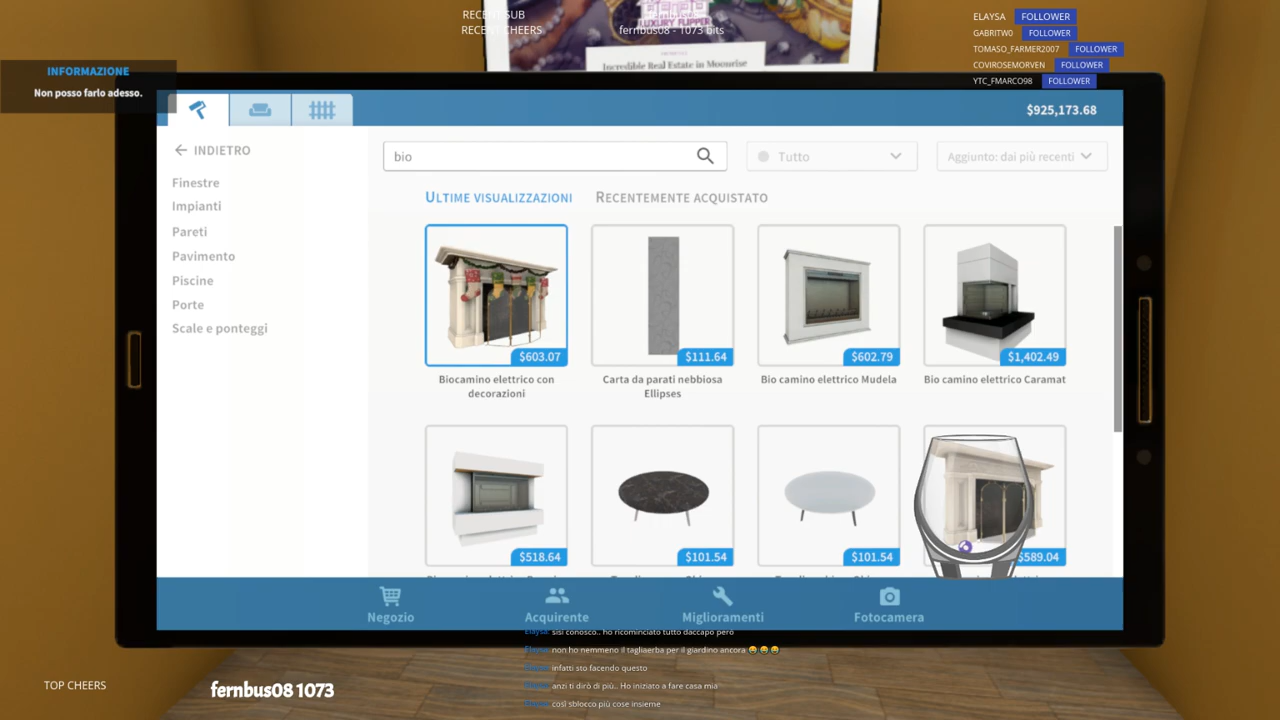 RECENT SUB
RECENT CHEERS
fernbus08 - 1073 bits
LUXURY FLIPPER
Incredible Real Estate in Moonrise
ELAYSA FOLLOWER
GABRITW0 FOLLOWER
TOMASO_FARMER2007 FOLLOWER
COVIROSEMORVEN FOLLOWER
YTC_FMARCO98 FOLLOWER
INFORMAZIONE
Non posso farlo adesso.
$925,173.68
INDIETRO
Finestre
Impianti
Pareti
Pavimento
Piscine
Porte
Scale e ponteggi
bio
Tutto
Aggiunto: dai più recenti
ULTIME VISUALIZZAZIONI
RECENTEMENTE ACQUISTATO
$603.07
$111.64
$602.79
$1,402.49
Biocamino elettrico con
decorazioni
Carta da parati nebbiosa
Ellipses
Bio camino elettrico Mudela
Bio camino elettrico Caramat
$518.64
$101.54
$101.54
$589.04
Negozio
Acquirente
Miglioramenti
Fotocamera
Elaysa: sisi conosco.. ho ricominciato tutto daccapo però
non ho nemmeno il tagliaerba per il giardino ancora 😂😂😂
infatti sto facendo questo
anzi ti dirò di più.. Ho iniziato a fare casa mia
così sblocco più cose insieme
TOP CHEERS
fernbus08 1073